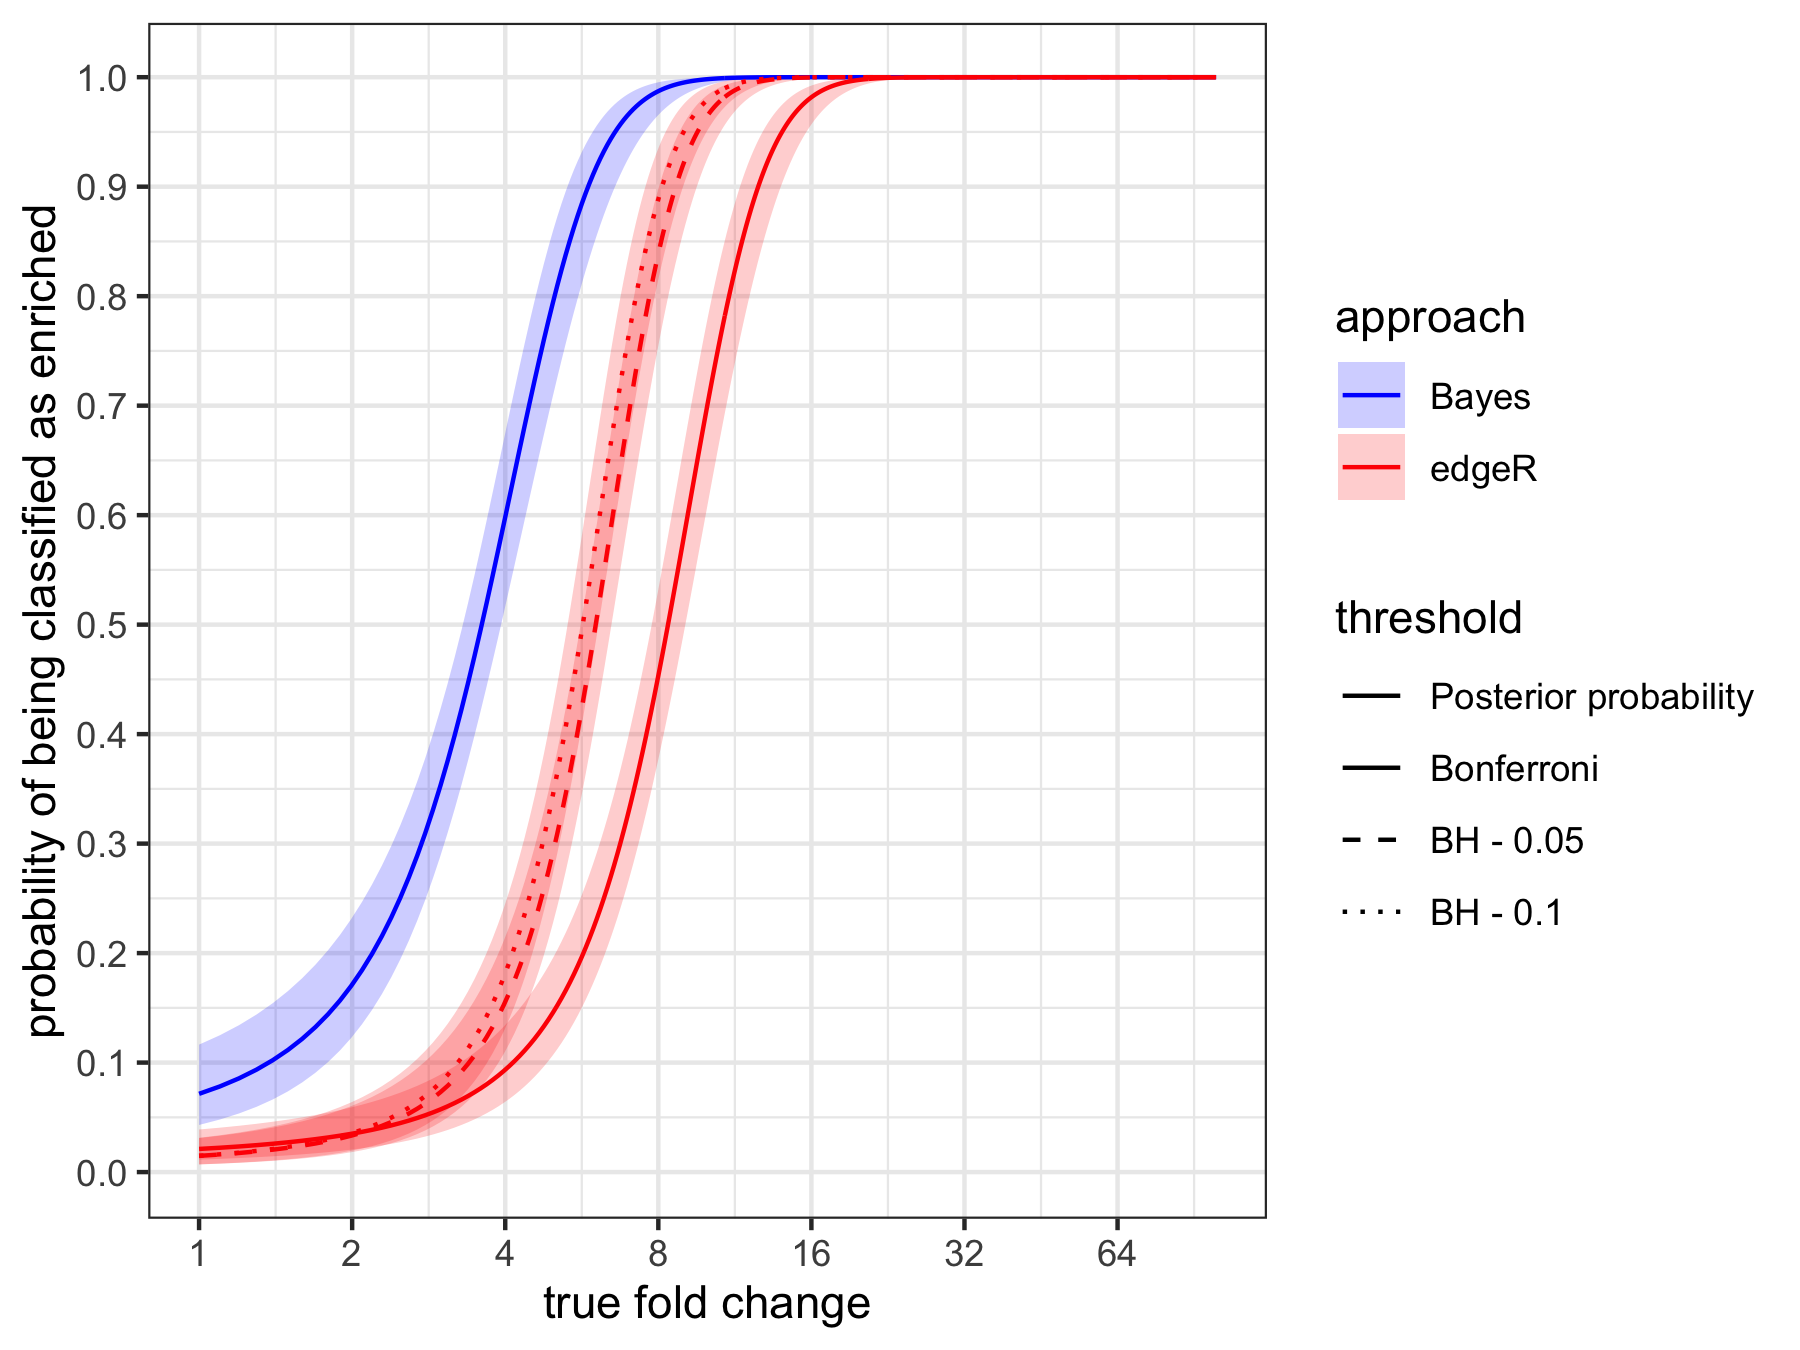 probability of being classified as enriched
1.0
0.9
0.8
0.7
0.6
0.5
0.4
0.3
0.2
0.1
0.0
1 2 4 8 16 32 64
true fold change
approach
Bayes
edgeR
threshold
Posterior probability
Bonferroni
BH - 0.05
BH - 0.1